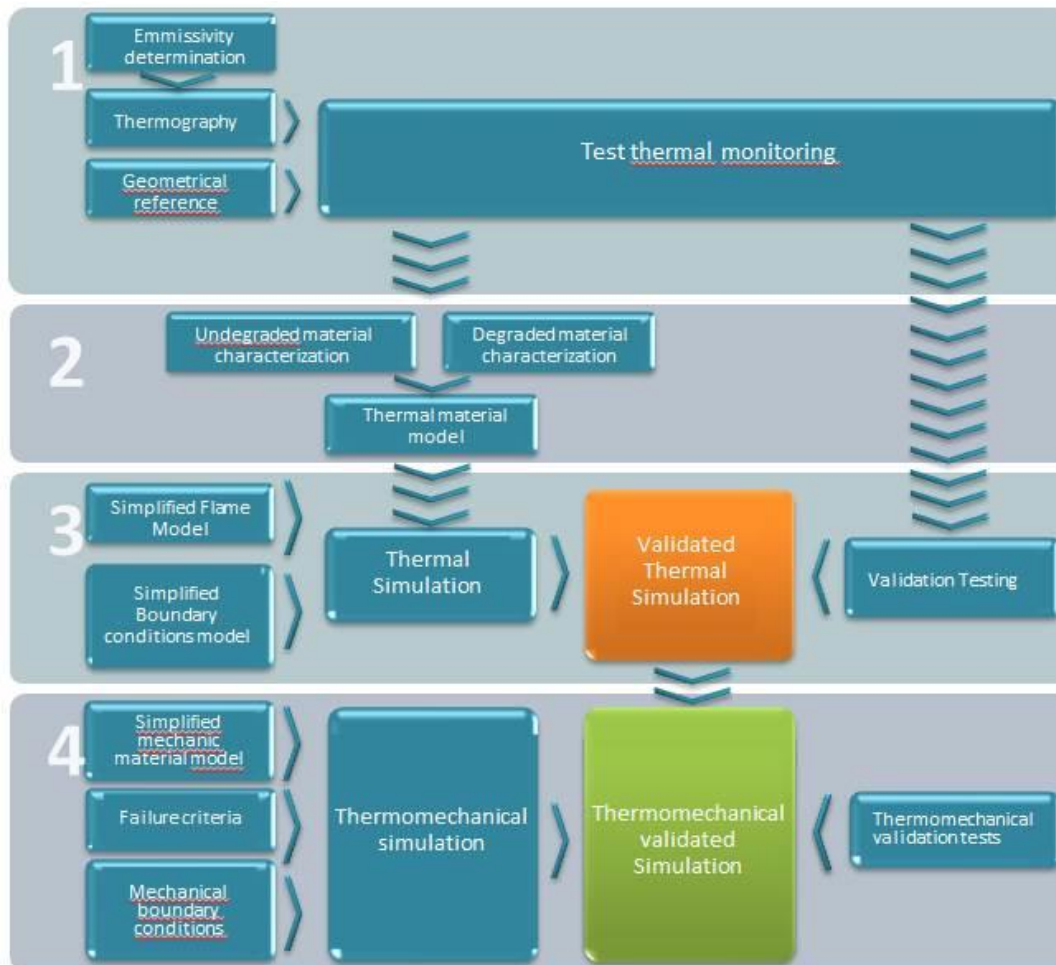 1
Emmissivity
determination
Thermography
Geometrical
reference
Test thermal monitoring
2
Undegraded material
characterization
Degraded material
characterization
Thermal material
model
3
Simplified Flame
Model
Simplified
Boundary
conditions model
Thermal
Simulation
Validated
Thermal
Simulation
Validation Testing
4
Simplified
mechanic
material model
Failure criteria
Mechanical
boundary
conditions
Thermomechanical
simulation
Thermomechanical
validated
Simulation
Thermomechanical
validation tests